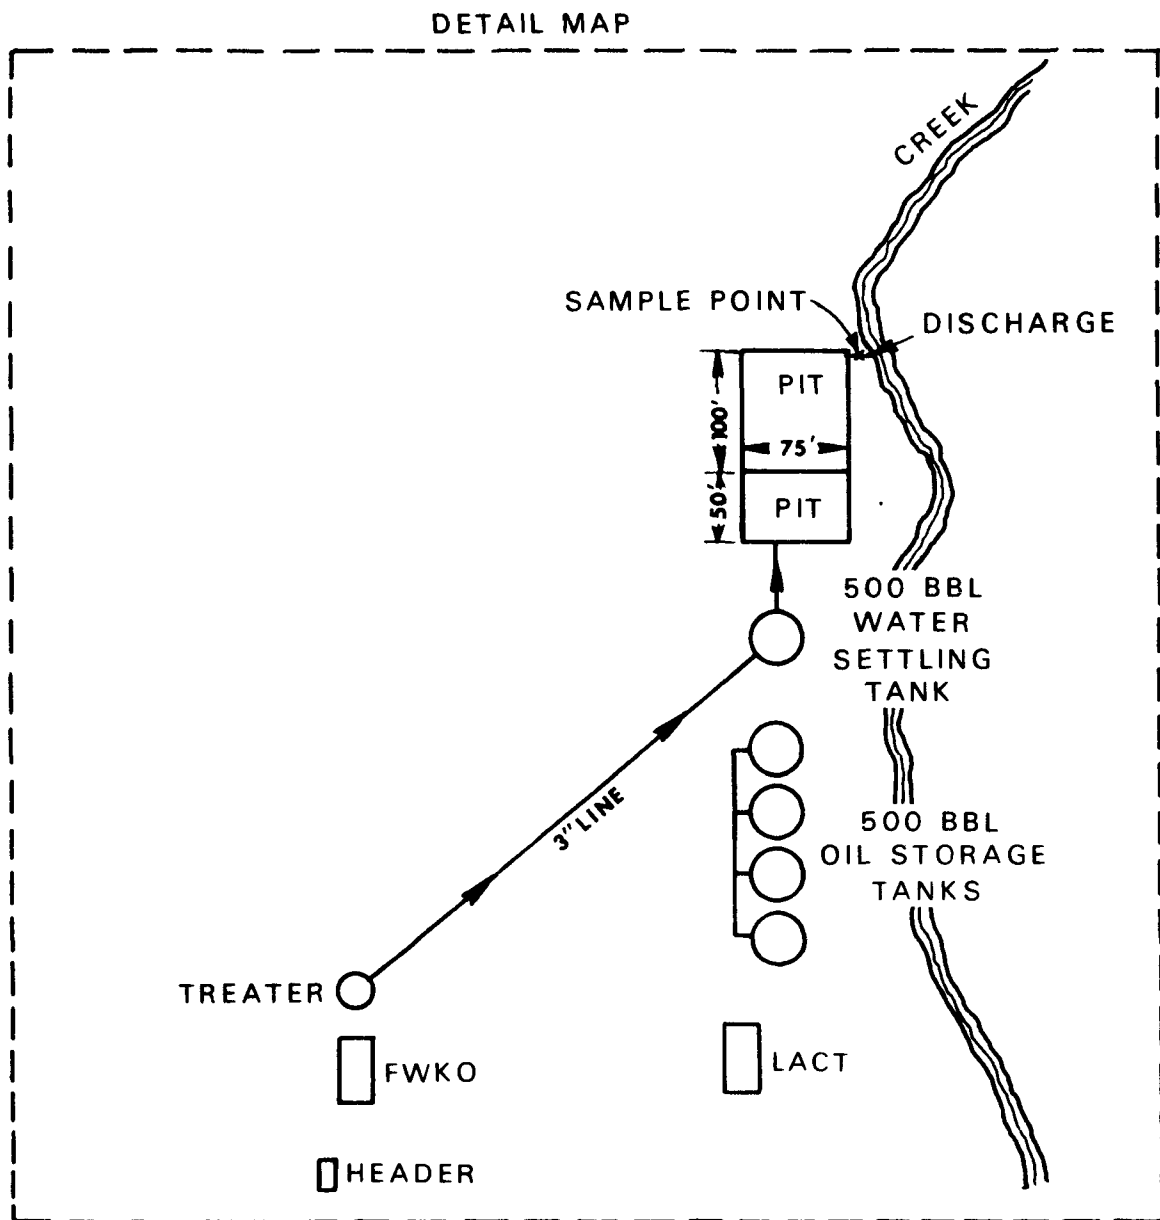 DETAIL MAP
CREEK
SAMPLE POINT
DISCHARGE
PIT
100'
75'
50'
PIT
500 BBL
WATER
SETTLING
TANK
3" LINE
500 BBL
OIL STORAGE
TANKS
TREATER
FWKO
LACT
HEADER